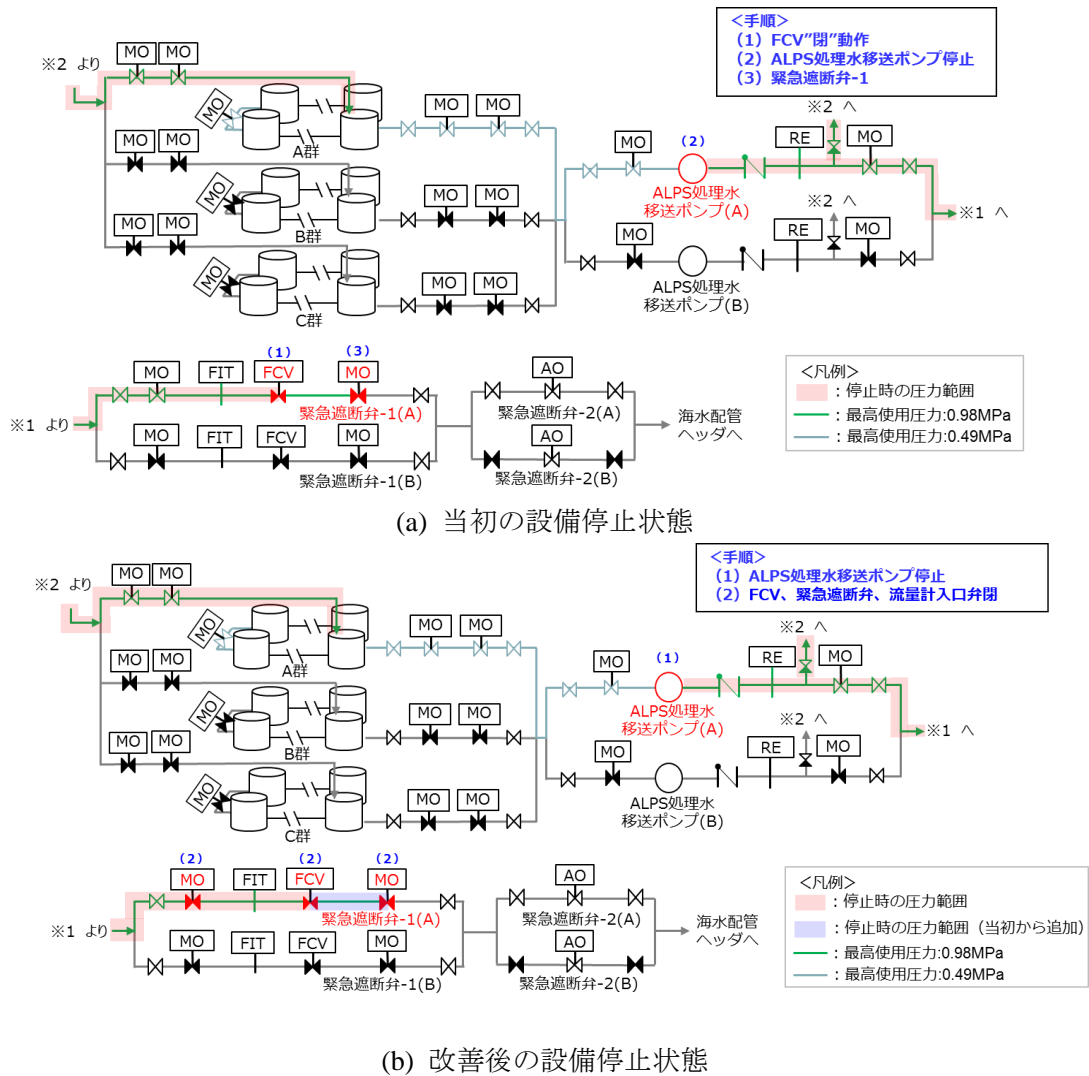 <手順>
(1) FCV”閉”動作
(2) ALPS処理水移送ポンプ停止
(3) 緊急遮断弁-1
※2 より
MO MO
MO
A群
MO MO
MO
(2)
ALPS処理水
移送ポンプ(A)
RE
※2 へ
MO
※1 へ
MO MO
MO
B群
MO MO
MO MO
MO
C群
MO MO
MO
ALPS処理水
移送ポンプ(B)
RE
※2 へ
MO
(1) (3)
MO FIT FCV MO
緊急遮断弁-1(A)
※1 より
MO FIT FCV MO
緊急遮断弁-1(B)
AO
緊急遮断弁-2(A)
AO
緊急遮断弁-2(B)
海水配管
ヘッダへ
<凡例>
:停止時の圧力範囲
:最高使用圧力:0.98MPa
:最高使用圧力:0.49MPa
(a) 当初の設備停止状態
<手順>
(1) ALPS処理水移送ポンプ停止
(2) FCV、緊急遮断弁、流量計入口弁閉
※2 より
MO MO
MO
A群
MO MO
MO
(1)
ALPS処理水
移送ポンプ(A)
RE
※2 へ
MO
※1 へ
MO MO
MO
B群
MO MO
MO MO
MO
C群
MO MO
MO
ALPS処理水
移送ポンプ(B)
RE
※2 へ
MO
(2) (2) (2)
MO FIT FCV MO
緊急遮断弁-1(A)
※1 より
MO FIT FCV MO
緊急遮断弁-1(B)
AO
緊急遮断弁-2(A)
AO
緊急遮断弁-2(B)
海水配管
ヘッダへ
<凡例>
:停止時の圧力範囲
:停止時の圧力範囲(当初から追加)
:最高使用圧力:0.98MPa
:最高使用圧力:0.49MPa
(b) 改善後の設備停止状態